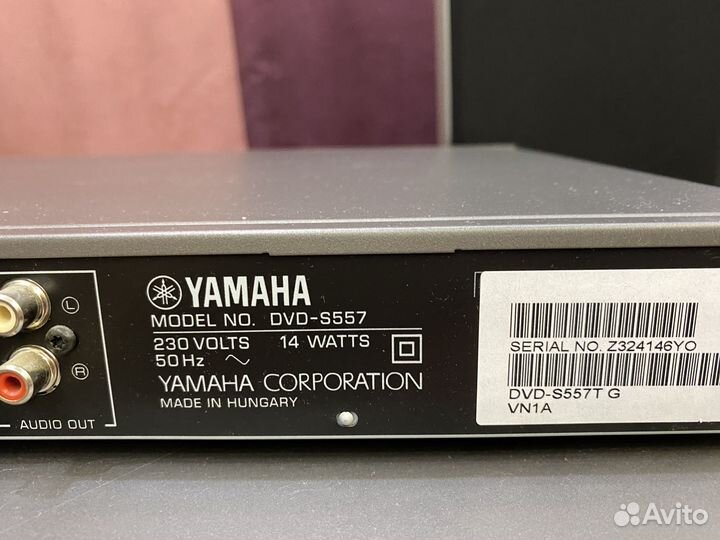 YAMAHA
MODEL NO. DVD-S557
230 VOLTS 14 WATTS
50 Hz
YAMAHA CORPORATION
MADE IN HUNGARY
L
R
AUDIO OUT
SERIAL NO. Z324146YO
DVD-S557T G
VN1A
Avito